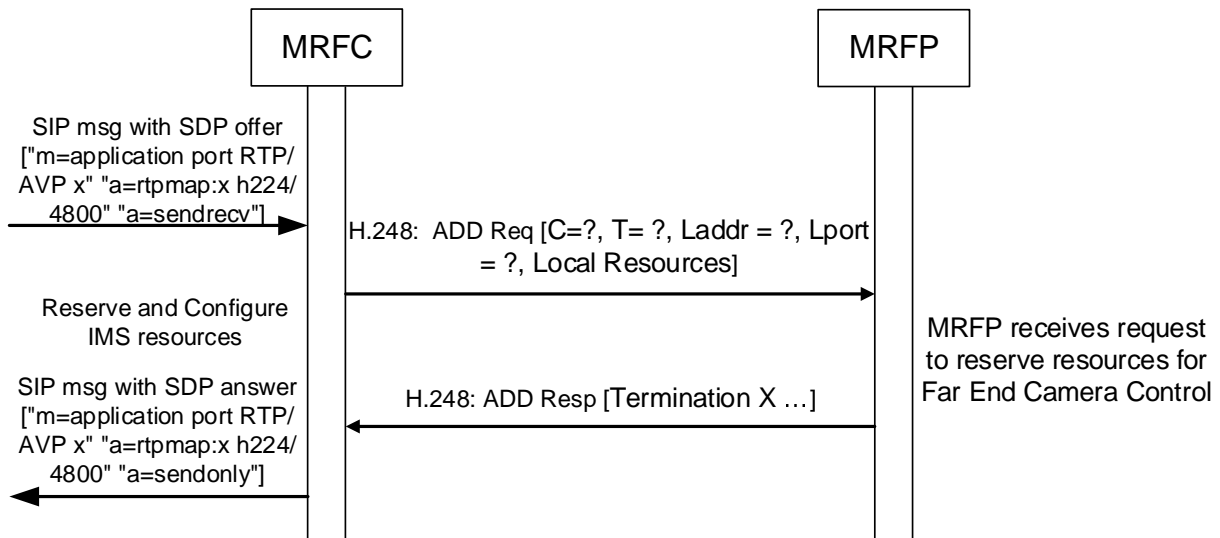 MRFC
MRFP
SIP msg with SDP offer
["m=application port RTP/
AVP x" "a=rtpmap:x h224/
4800" "a=sendrecv"]
H.248:  ADD Req [C=?, T= ?, Laddr = ?, Lport
= ?, Local Resources]
Reserve and Configure
IMS resources
MRFP receives request
to reserve resources for
Far End Camera Control
SIP msg with SDP answer
["m=application port RTP/
AVP x" "a=rtpmap:x h224/
4800" "a=sendonly"]
H.248: ADD Resp [Termination X …]